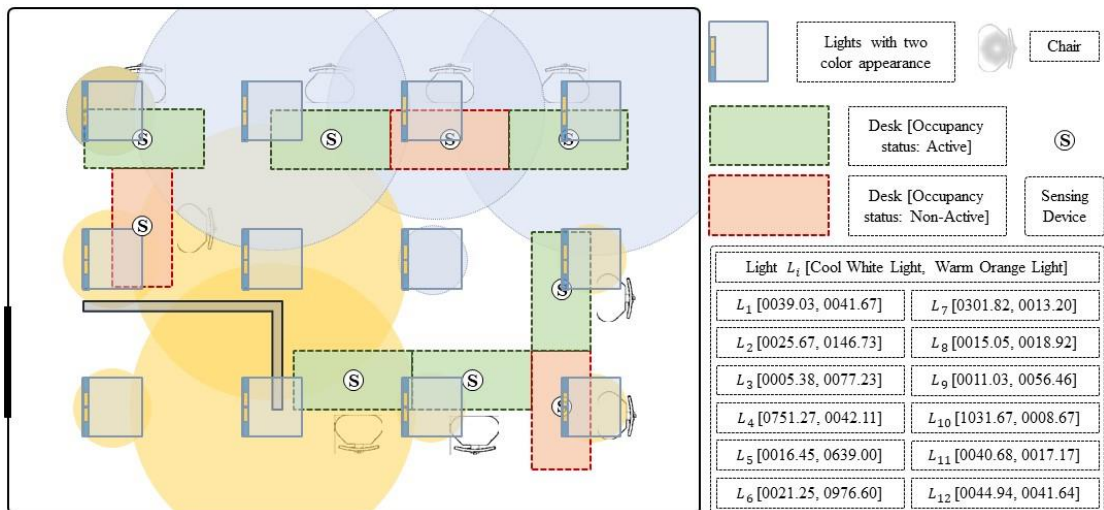 Lights with two
color appearance
Chair
Desk [Occupancy
status: Active]
S
Desk [Occupancy
status: Non-Active]
Sensing
Device
Light L_i [Cool White Light, Warm Orange Light]
L_1 [0039.03, 0041.67]
L_7 [0301.82, 0013.20]
L_2 [0025.67, 0146.73]
L_8 [0015.05, 0018.92]
L_3 [0005.38, 0077.23]
L_9 [0011.03, 0056.46]
L_4 [0751.27, 0042.11]
L_10 [1031.67, 0008.67]
L_5 [0016.45, 0639.00]
L_11 [0040.68, 0017.17]
L_6 [0021.25, 0976.60]
L_12 [0044.94, 0041.64]
S
S
S
S
S
S
S
S
S